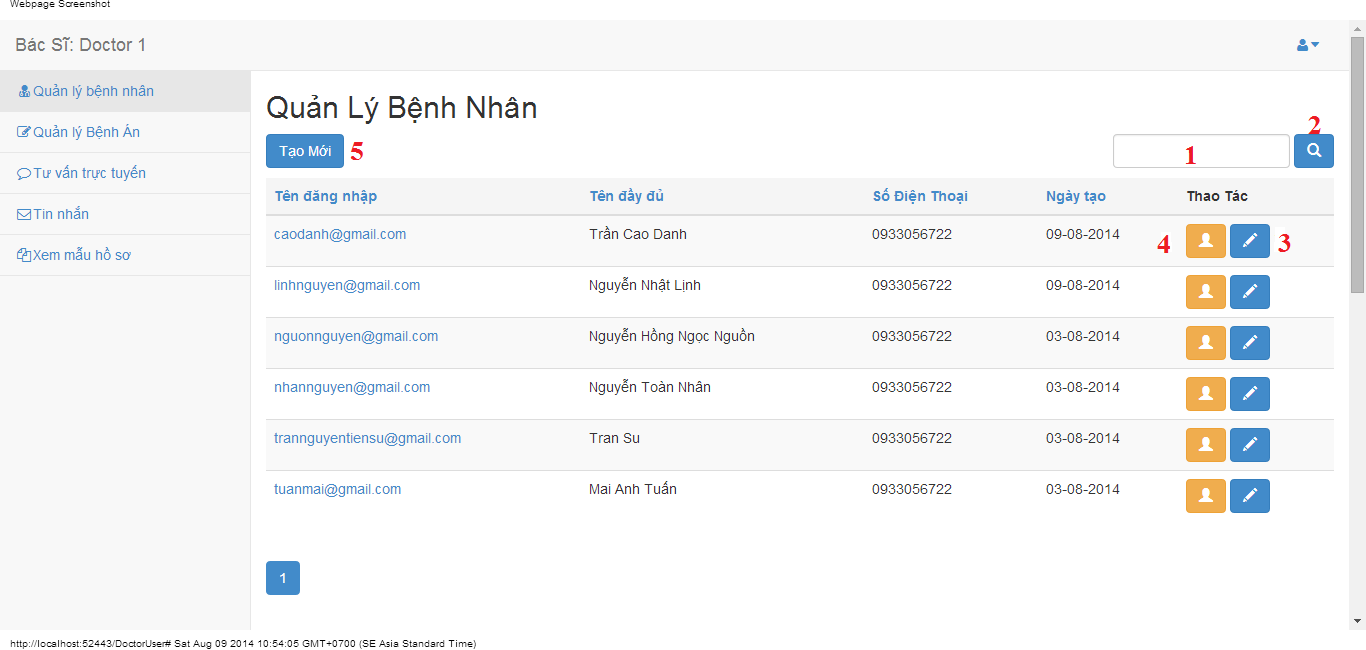 Webpage Screenshot
Bác Sĩ: Doctor 1
Quản lý bệnh nhân
Quản lý Bệnh Án
Tư vấn trực tuyến
Tin nhắn
Xem mẫu hồ sơ
Quản Lý Bệnh Nhân
2
Tạo Mới 5 1
Tên đăng nhập Tên đầy đủ Số Điện Thoại Ngày tạo Thao Tác
caodanh@gmail.com Trần Cao Danh 0933056722 09-08-2014 4 3
linhnguyen@gmail.com Nguyễn Nhật Lịnh 0933056722 09-08-2014
nguonnguyen@gmail.com Nguyễn Hồng Ngọc Nguồn 0933056722 03-08-2014
nhannguyen@gmail.com Nguyễn Toàn Nhân 0933056722 03-08-2014
trannguyentiensu@gmail.com Tran Su 0933056722 03-08-2014
tuanmai@gmail.com Mai Anh Tuấn 0933056722 03-08-2014
1
http://localhost:52443/DoctorUser# Sat Aug 09 2014 10:54:05 GMT+0700 (SE Asia Standard Time)